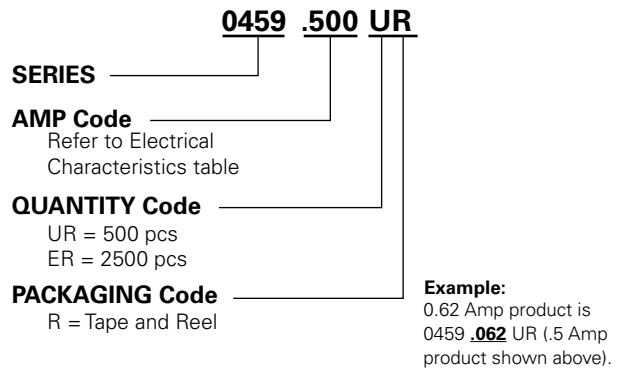 0459 .500 UR
SERIES
AMP Code
Refer to Electrical
Characteristics table
QUANTITY Code
UR = 500 pcs
ER = 2500 pcs
PACKAGING Code
R = Tape and Reel
Example:
0.62 Amp product is
0459 .062 UR (.5 Amp
product shown above).